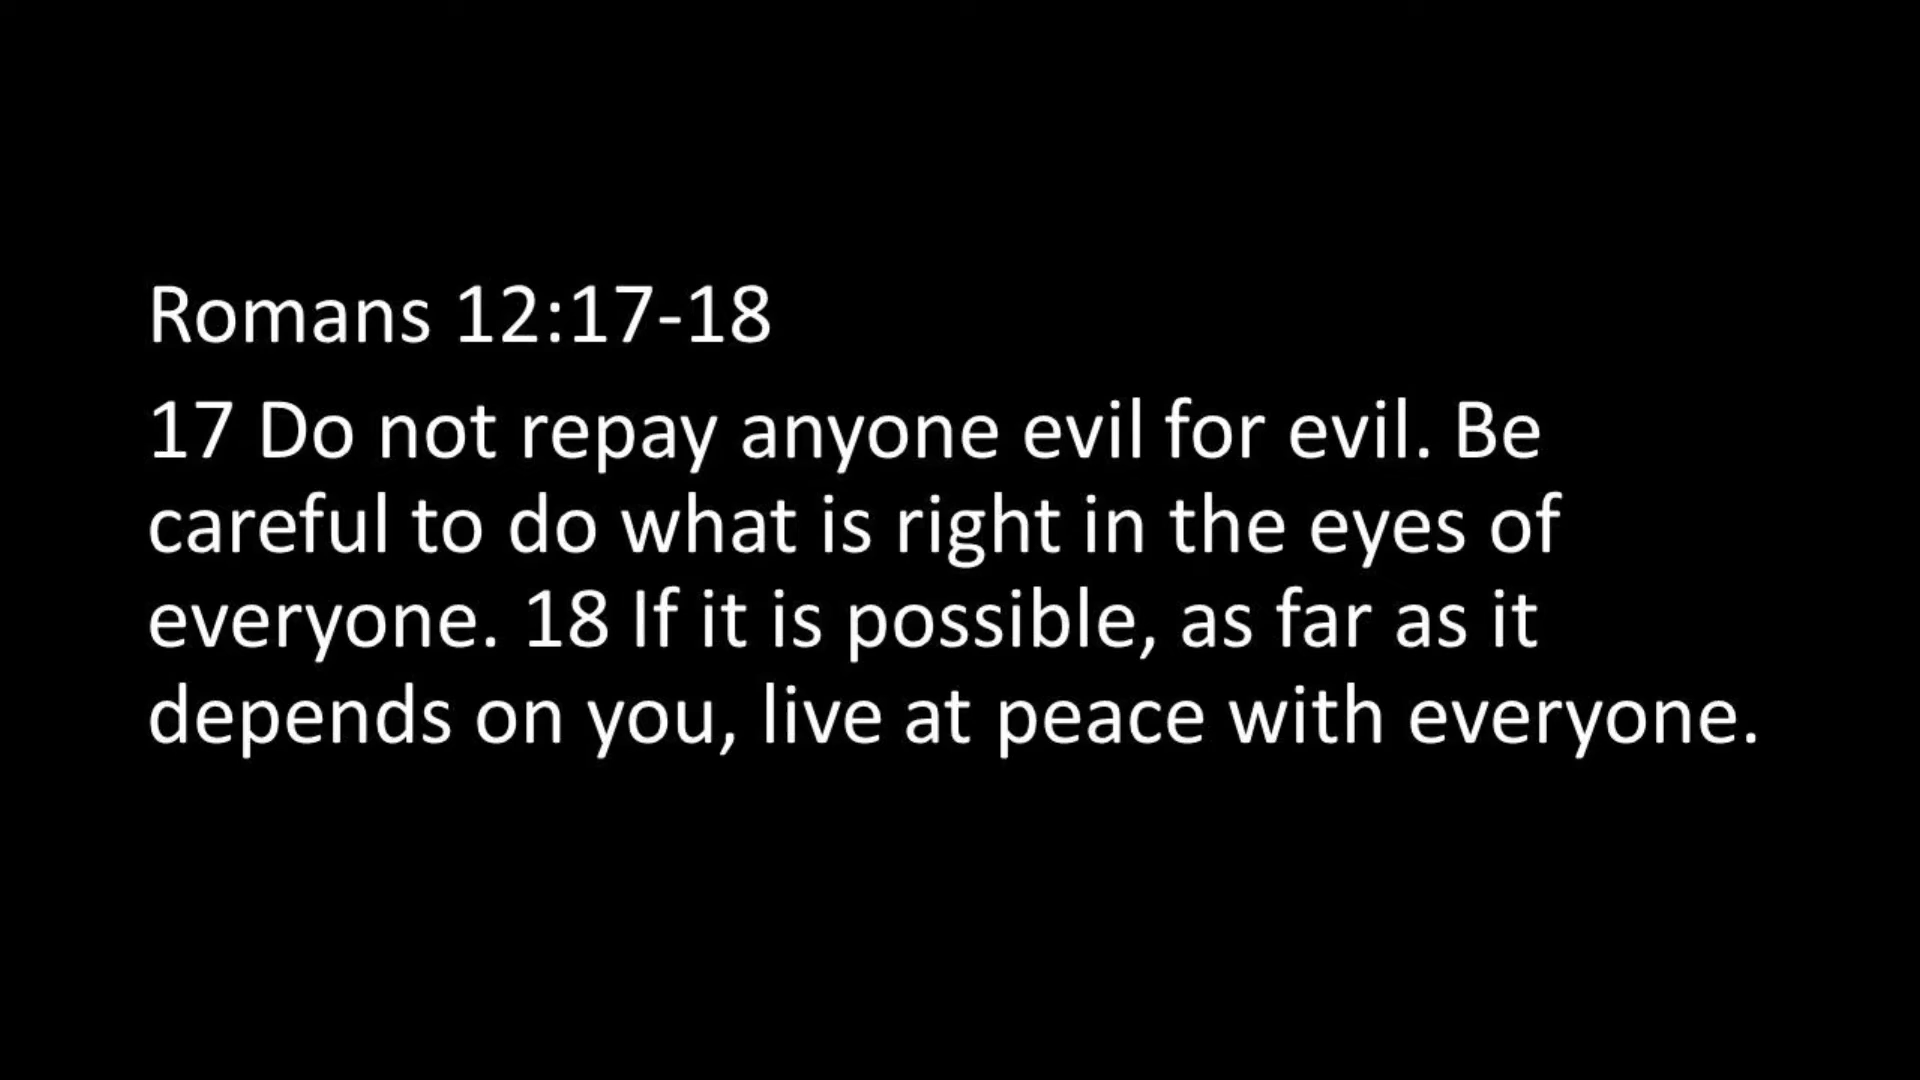 Romans 12:17-18
17 Do not repay anyone evil for evil. Be
careful to do what is right in the eyes of
everyone. 18 If it is possible, as far as it
depends on you, live at peace with everyone.